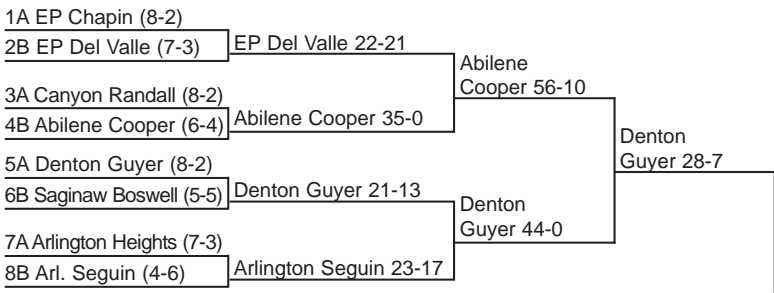 1A EP Chapin (8-2)
2B EP Del Valle (7-3)
EP Del Valle 22-21
Abilene
Cooper 56-10
3A Canyon Randall (8-2)
4B Abilene Cooper (6-4)
Abilene Cooper 35-0
Denton
Guyer 28-7
5A Denton Guyer (8-2)
6B Saginaw Boswell (5-5)
Denton Guyer 21-13
Denton
Guyer 44-0
7A Arlington Heights (7-3)
8B Arl. Seguin (4-6)
Arlington Seguin 23-17